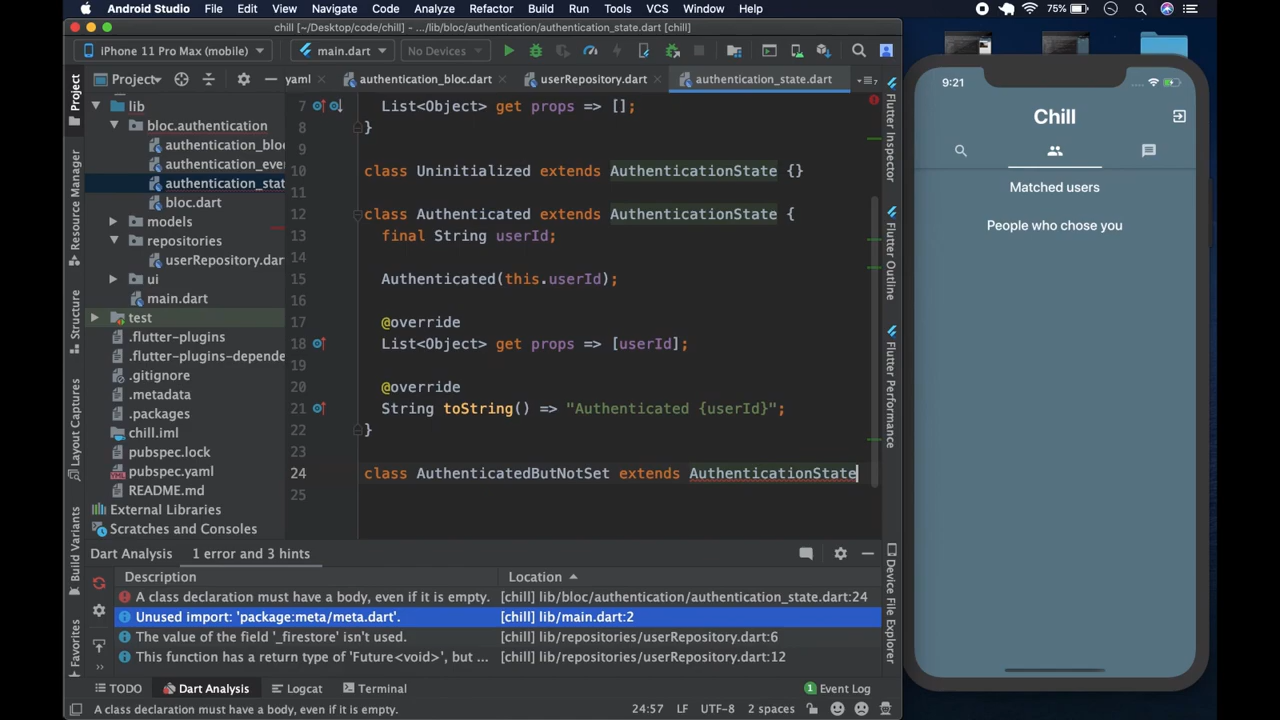 Android Studio File Edit View Navigate Code Analyze Refactor Build Run Tools VCS Window Help 75%
chill [~/Desktop/code/chill] - .../lib/bloc/authentication/authentication_state.dart [chill]
iPhone 11 Pro Max (mobile) main.dart No Devices
Project yaml authentication_bloc.dart userRepository.dart authentication_state.dart
lib
bloc.authentication
authentication_bloc
authentication_eve
authentication_stat
bloc.dart
models
repositories
userRepository.dart
ui
main.dart
test
.flutter-plugins
.flutter-plugins-depende
.gitignore
.metadata
.packages
chill.iml
pubspec.lock
pubspec.yaml
README.md
External Libraries
Scratches and Consoles
Project
Resource Manager
Structure
Layout Captures
Build Variants
Favorites
7 List<Object> get props => [];
8 }
9
10 class Uninitialized extends AuthenticationState {}
11
12 class Authenticated extends AuthenticationState {
13 final String userId;
14
15 Authenticated(this.userId);
16
17 @override
18 List<Object> get props => [userId];
19
20 @override
21 String toString() => "Authenticated {userId}";
22 }
23
24 class AuthenticatedButNotSet extends AuthenticationState
25
Flutter Inspector
Flutter Outline
Flutter Performance
Device File Explorer
Dart Analysis 1 error and 3 hints
Description Location
A class declaration must have a body, even if it is empty. [chill] lib/bloc/authentication/authentication_state.dart:24
Unused import: 'package:meta/meta.dart'. [chill] lib/main.dart:2
The value of the field '_firestore' isn't used. [chill] lib/repositories/userRepository.dart:6
This function has a return type of 'Future<void>', but ... [chill] lib/repositories/userRepository.dart:12
TODO Dart Analysis Logcat Terminal 1 Event Log
A class declaration must have a body, even if it is empty. 24:57 LF UTF-8 2 spaces
9:21
Chill
Matched users
People who chose you